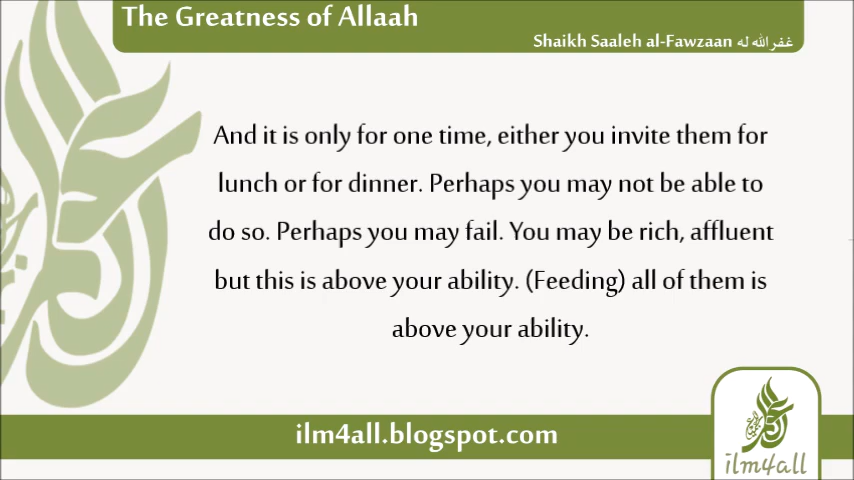 The Greatness of Allaah
Shaikh Saaleh al-Fawzaan غفر الله له
And it is only for one time, either you invite them for
lunch or for dinner. Perhaps you may not be able to
do so. Perhaps you may fail. You may be rich, affluent
but this is above your ability. (Feeding) all of them is
above your ability.
ilm4all.blogspot.com
ilm4all